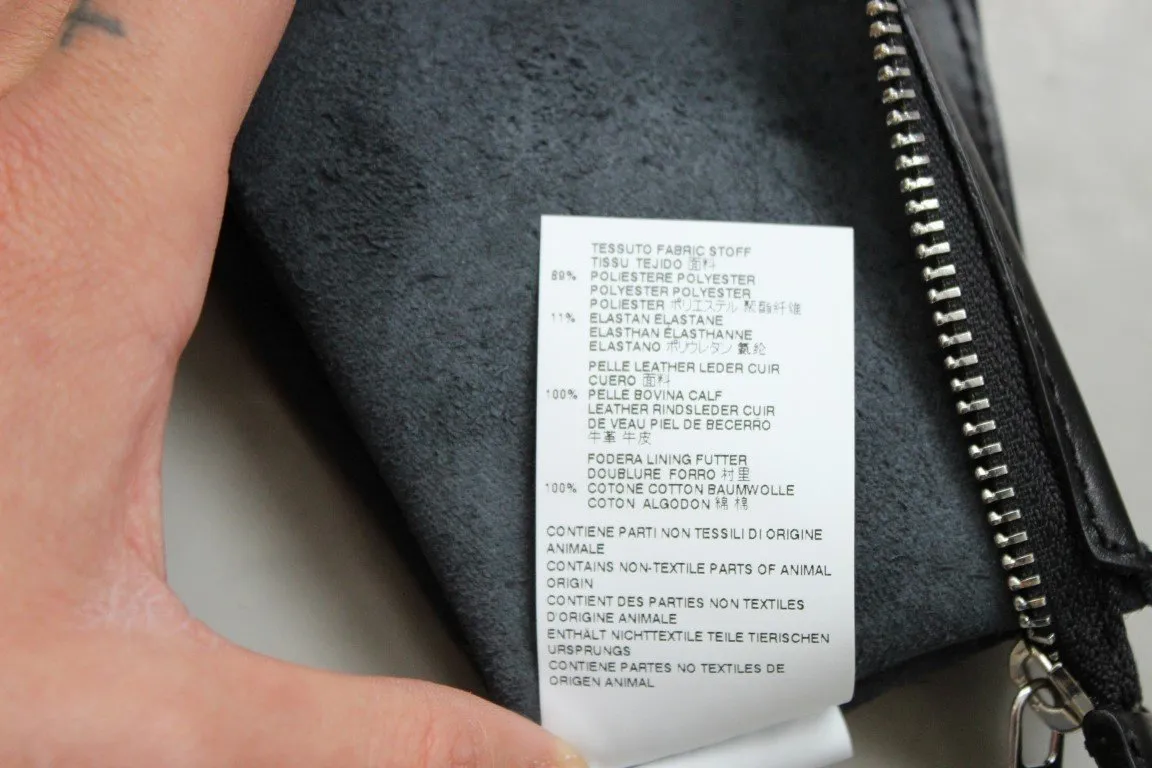 TESSUTO FABRIC STOFF
TISSU TEJIDO 面料
89% POLIESTERE POLYESTER
POLYESTER POLYESTER
POLIESTER ポリエステル 聚酯纤维
11% ELASTAN ELASTANE
ELASTHAN ÉLASTHANNE
ELASTANO ポリウレタン 氨纶
PELLE LEATHER LEDER CUIR
CUERO 面料
100% PELLE BOVINA CALF
LEATHER RINDSLEDER CUIR
DE VEAU PIEL DE BECERRO
牛革 牛皮
FODERA LINING FUTTER
DOUBLURE FORRO 村里
100% COTONE COTTON BAUMWOLLE
COTON ALGODON 綿 棉
CONTIENE PARTI NON TESSILI DI ORIGINE
ANIMALE
CONTAINS NON-TEXTILE PARTS OF ANIMAL
ORIGIN
CONTIENT DES PARTIES NON TEXTILES
D'ORIGINE ANIMALE
ENTHÄLT NICHTTEXTILE TEILE TIERISCHEN
URSPRUNGS
CONTIENE PARTES NO TEXTILES DE
ORIGEN ANIMAL